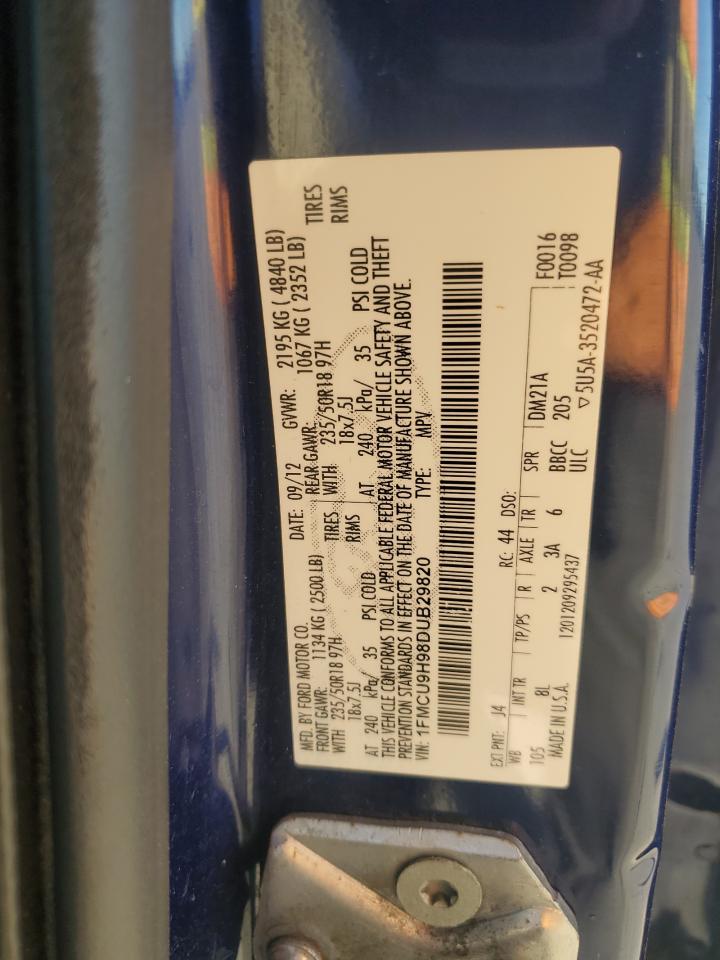 MFD. BY FORD MOTOR CO. DATE: 09/12 GVWR: 2195 KG ( 4840 LB)
FRONT GAWR: 1134 KG ( 2500 LB) REAR GAWR: 1067 KG ( 2352 LB)
WITH 235/50R18 97H TIRES WITH 235/50R18 97H TIRES
18x7.5J RIMS 18x7.5J RIMS
AT 240 kPa/ 35 PSI COLD AT 240 kPa/ 35 PSI COLD
THIS VEHICLE CONFORMS TO ALL APPLICABLE FEDERAL MOTOR VEHICLE SAFETY AND THEFT
PREVENTION STANDARDS IN EFFECT ON THE DATE OF MANUFACTURE SHOWN ABOVE.
VIN: 1FMCU9H98DUB29820 TYPE: MPV
EXT PNT: J4 RC: 44 DSO: F0016
WB INT TR TP/PS R AXLE TR SPR DM21A T0098
105 8L 2 3A 6 BBCC 205
MADE IN U.S.A. 1201209295437 ULC ▽5U5A-3520472-AA